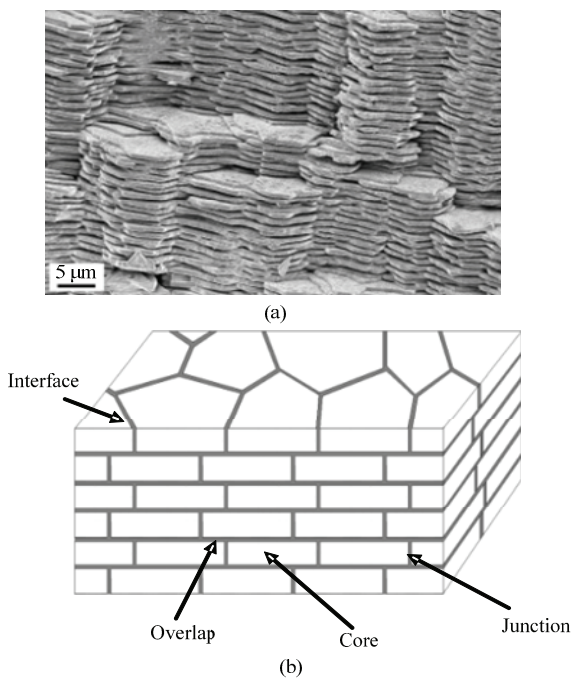 5 μm
(a)
Interface
Overlap
Core
Junction
(b)